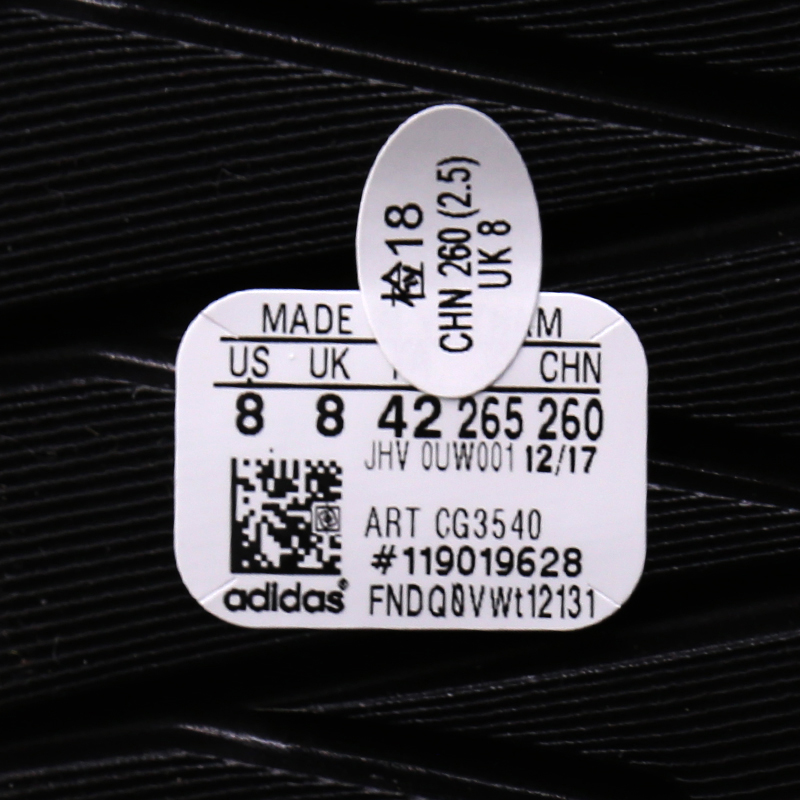 检18
CHN 260 (2.5)
UK 8
MADE
US UK CHN
8 8 42 265 260
JHV 0UW001 12/17
ART CG3540
#119019628
adidas® FNDQ0VWt12131